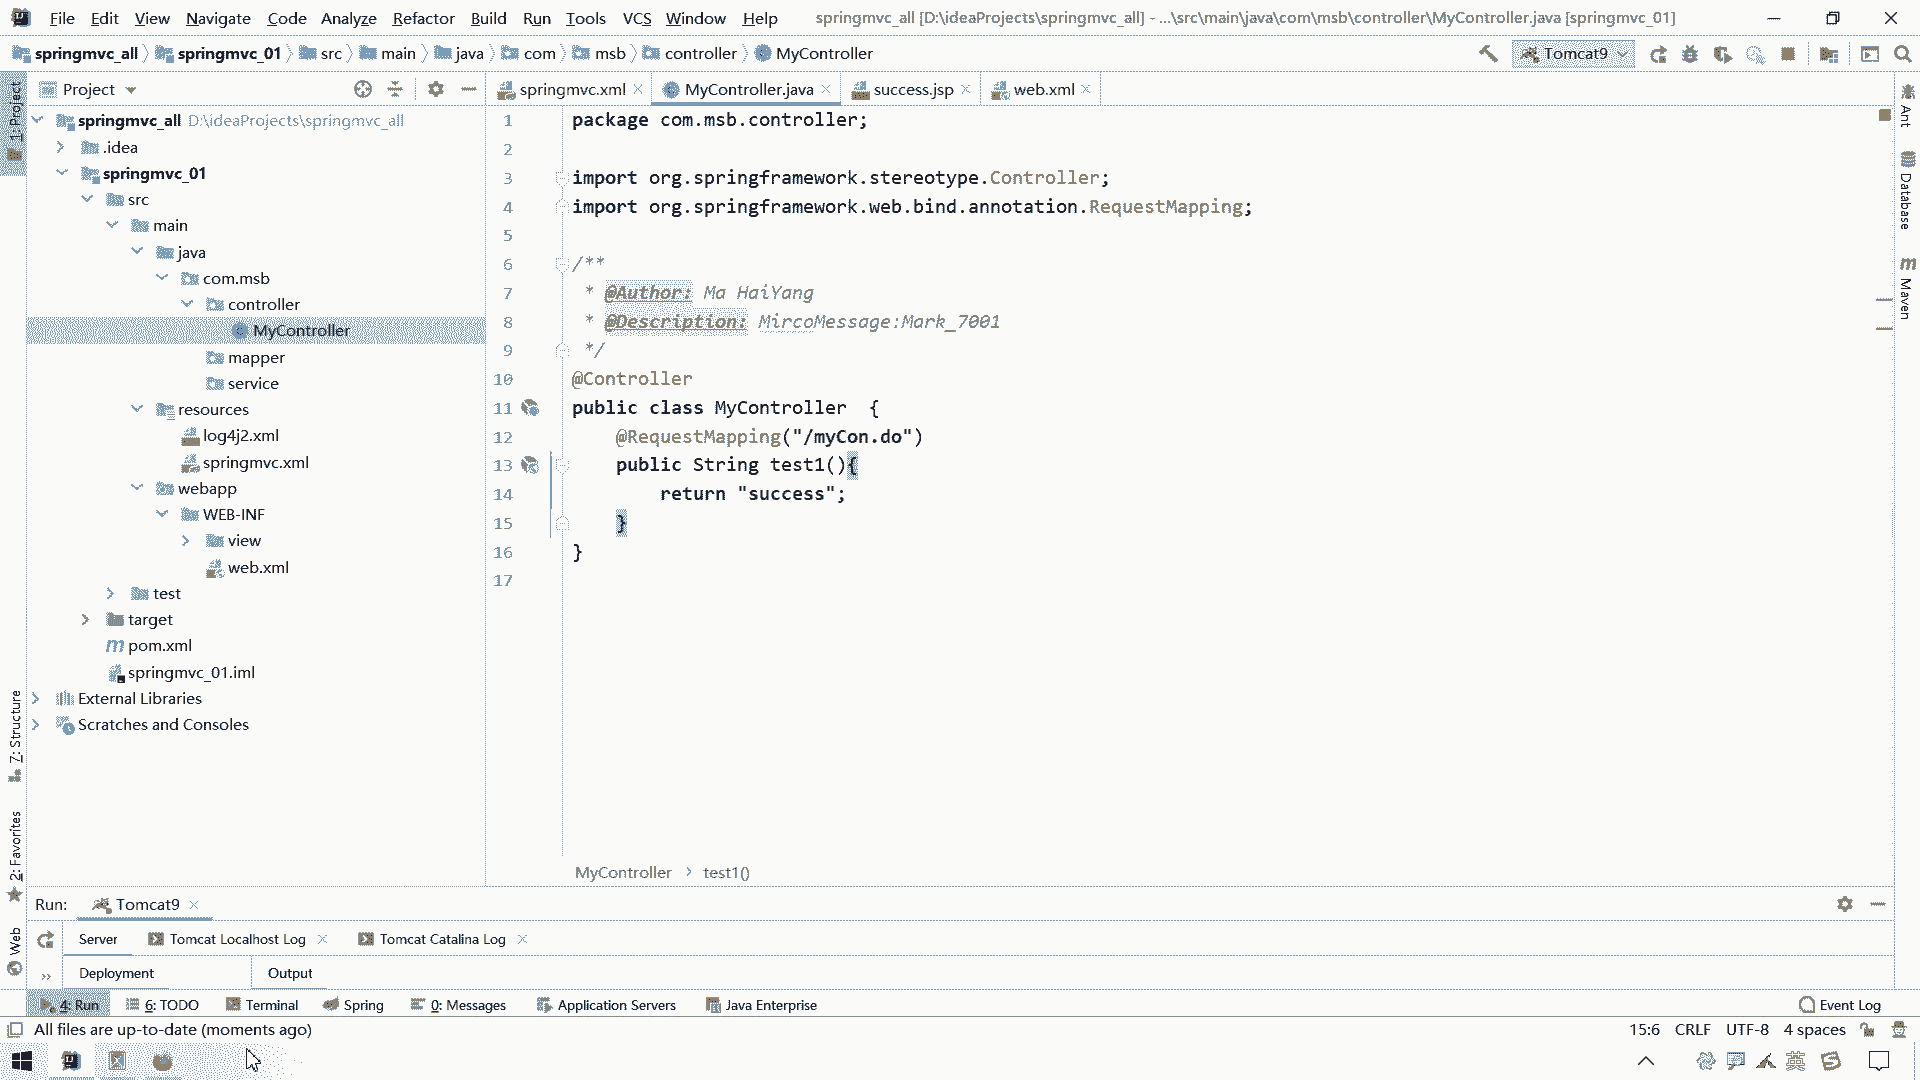 File Edit View Navigate Code Analyze Refactor Build Run Tools VCS Window Help springmvc_all [D:\ideaProjects\springmvc_all] - ...\src\main\java\com\msb\controller\MyController.java [springmvc_01]
springmvc_all springmvc_01 src main java com msb controller MyController Tomcat9
Project
springmvc.xml MyController.java success.jsp web.xml
springmvc_all D:\ideaProjects\springmvc_all
.idea
springmvc_01
src
main
java
com.msb
controller
MyController
mapper
service
resources
log4j2.xml
springmvc.xml
webapp
WEB-INF
view
web.xml
test
target
pom.xml
springmvc_01.iml
External Libraries
Scratches and Consoles
1 package com.msb.controller;
2
3 import org.springframework.stereotype.Controller;
4 import org.springframework.web.bind.annotation.RequestMapping;
5
6 /**
7 * @Author: Ma HaiYang
8 * @Description: MircoMessage:Mark_7001
9 */
10 @Controller
11 public class MyController {
12 @RequestMapping("/myCon.do")
13 public String test1(){
14 return "success";
15 }
16 }
17
MyController test1()
1: Project
7: Structure
2: Favorites
Web
Ant
Database
m Maven
Run: Tomcat9
Server Tomcat Localhost Log Tomcat Catalina Log
Deployment Output
4: Run 6: TODO Terminal Spring 0: Messages Application Servers Java Enterprise Event Log
All files are up-to-date (moments ago) 15:6 CRLF UTF-8 4 spaces
英